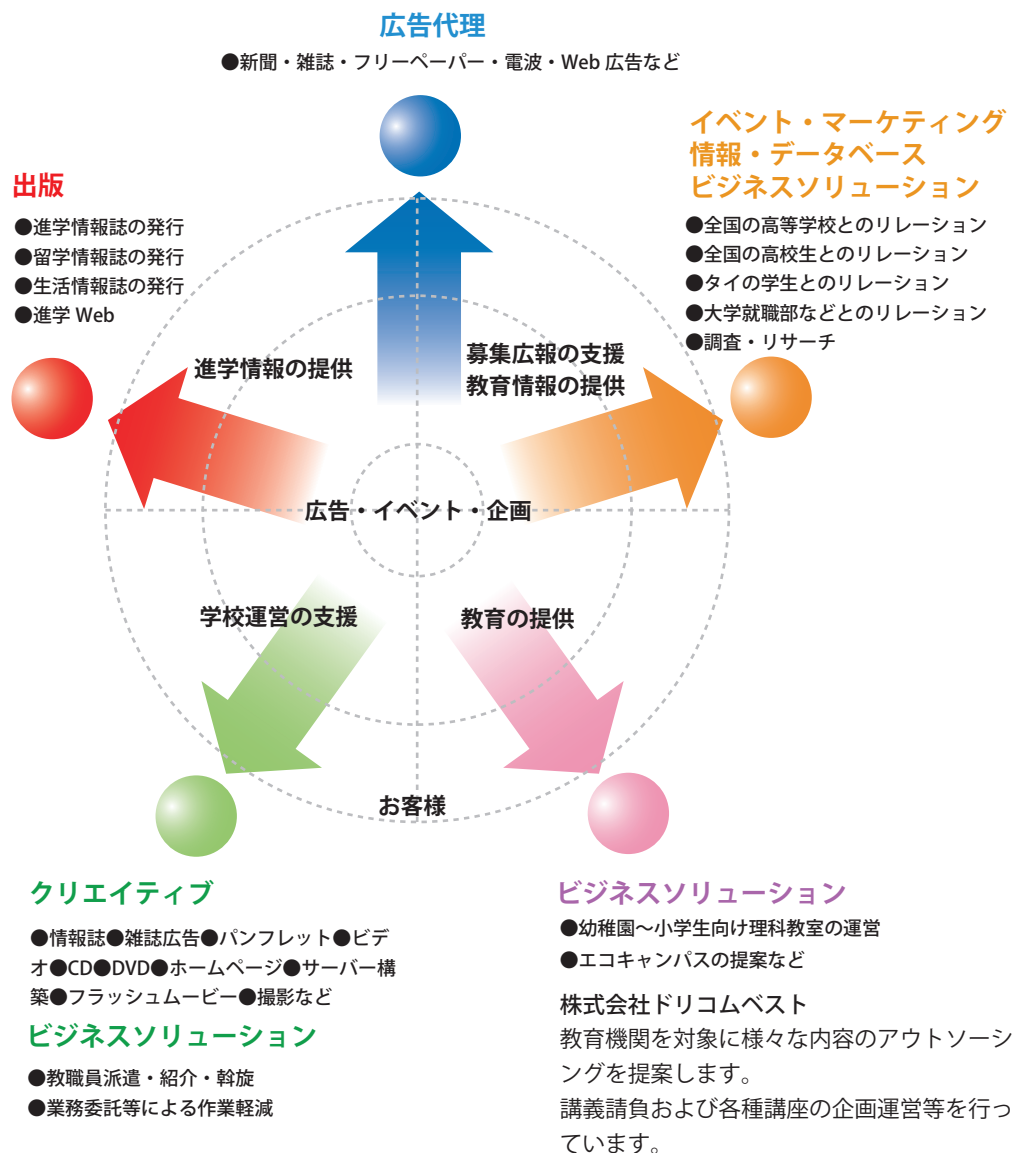 広告代理
●新聞・雑誌・フリーペーパー・電波・Web 広告など
イベント・マーケティング
情報・データベース
ビジネスソリューション
●全国の高等学校とのリレーション
●全国の高校生とのリレーション
●タイの学生とのリレーション
●大学就職部などとのリレーション
●調査・リサーチ
出版
●進学情報誌の発行
●留学情報誌の発行
●生活情報誌の発行
●進学 Web
進学情報の提供
募集広報の支援
教育情報の提供
広告・イベント・企画
学校運営の支援
教育の提供
お客様
クリエイティブ
●情報誌●雑誌広告●パンフレット●ビデ
オ●CD●DVD●ホームページ●サーバー構
築●フラッシュムービー●撮影など
ビジネスソリューション
●教職員派遣・紹介・斡旋
●業務委託等による作業軽減
ビジネスソリューション
●幼稚園～小学生向け理科教室の運営
●エコキャンパスの提案など
株式会社ドリコムベスト
教育機関を対象に様々な内容のアウトソーシ
ングを提案します。
講義請負および各種講座の企画運営等を行っ
ています。